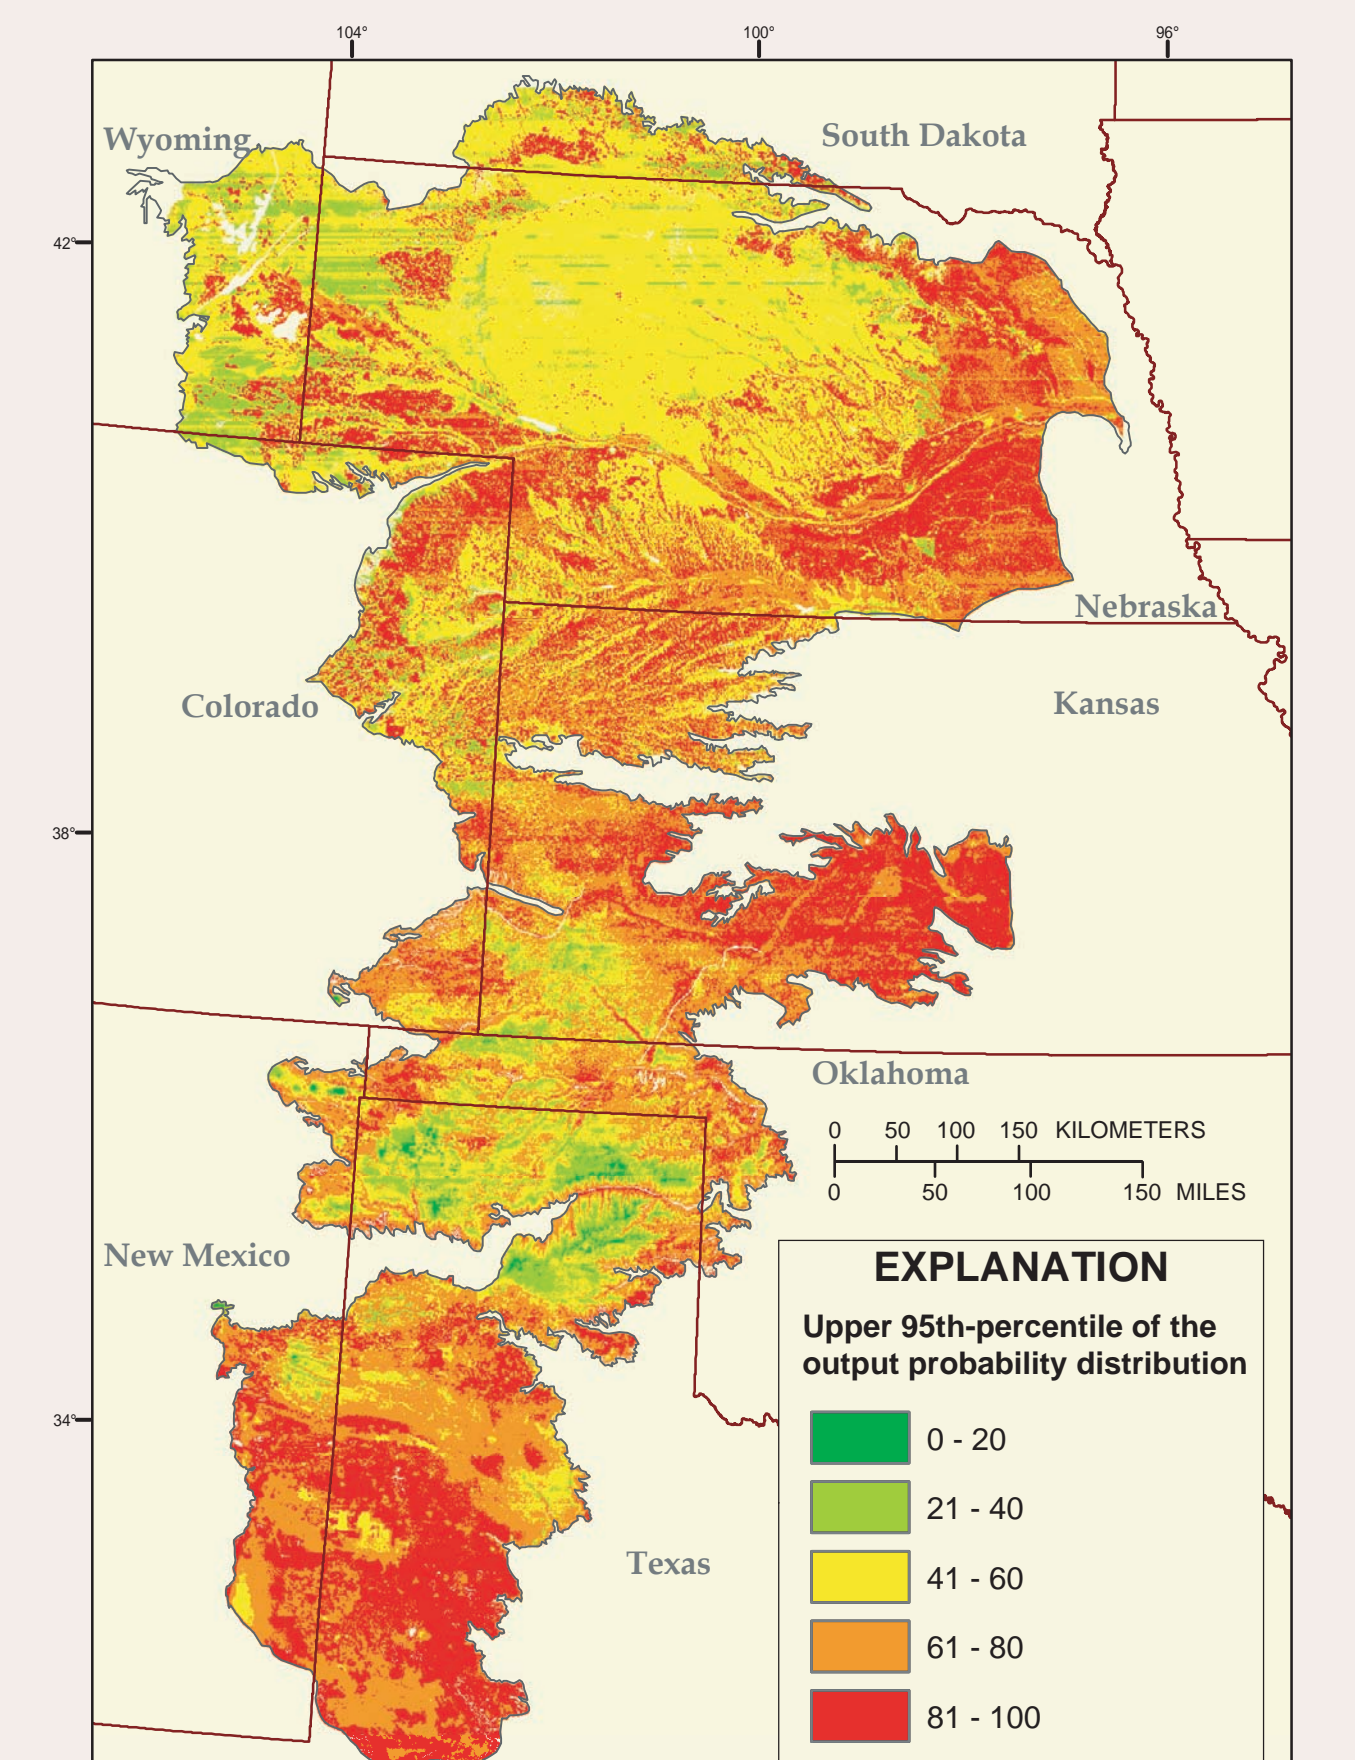 104° 100° 96°
Wyoming
South Dakota
42°
Nebraska
Colorado
Kansas
38°
Oklahoma
0 50 100 150 KILOMETERS
0 50 100 150 MILES
New Mexico
EXPLANATION
Upper 95th-percentile of the
output probability distribution
34°
0 - 20
21 - 40
Texas
41 - 60
61 - 80
81 - 100